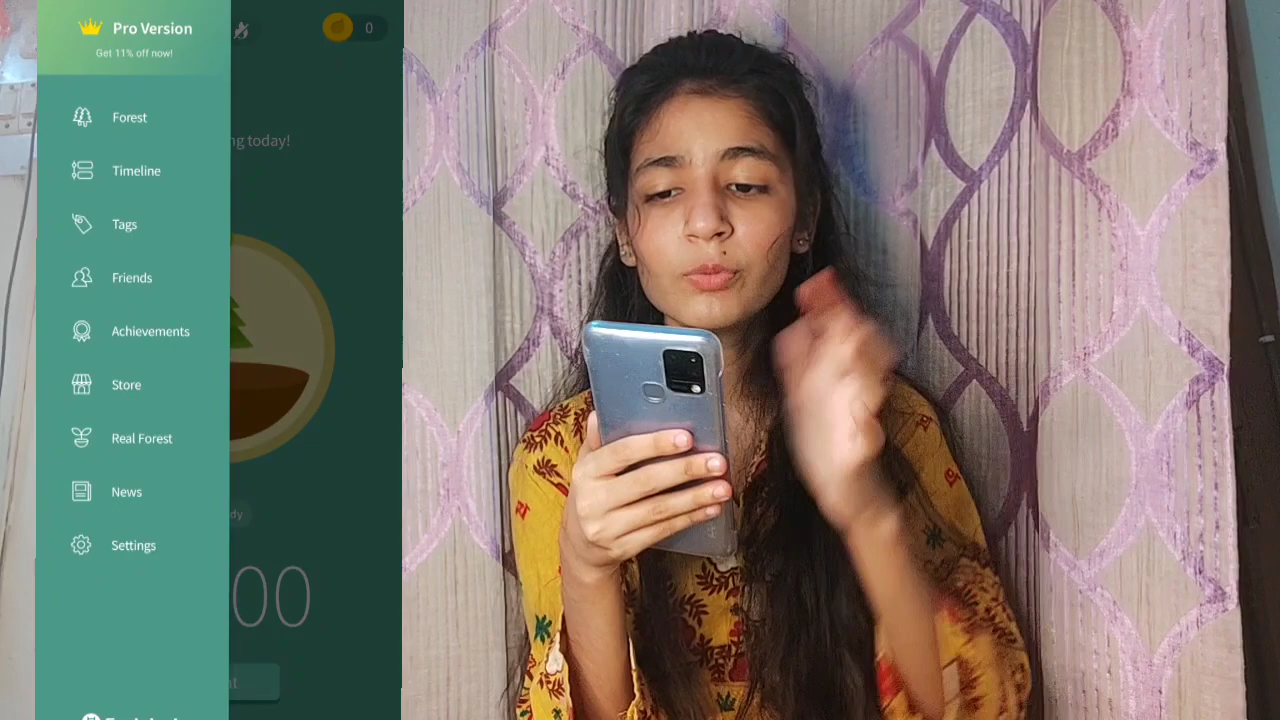 Pro Version
Get 11% off now!
0
Forest
ng today!
Timeline
Tags
Friends
Achievements
Store
Real Forest
News
dy
Settings
00